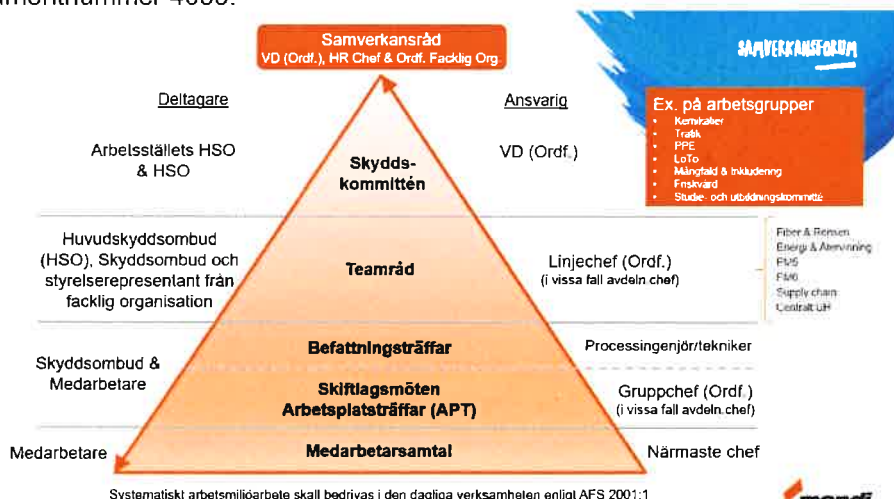 Samverkansråd
VD (Ordf.), HR Chef & Ordf. Facklig Org.
SAMVERKANSFORUM
Deltagare
Ansvarig
Ex. på arbetsgrupper
• Kemikalier
• Trafik
• PPE
• LoTo
• Mångfald & Inkludering
• Friskvård
• Studie- och utbildningskommitté
Arbetsställets HSO
& HSO
Skydds-
kommittén
VD (Ordf.)
Huvudskyddsombud
(HSO), Skyddsombud och
styrelserepresentant från
facklig organisation
Teamråd
Linjechef (Ordf.)
(i vissa fall avdeln chef)
Fiber & Renseri
Energi & Återvinning
PM5
PM6
Supply chain
Centralt UH
Skyddsombud &
Medarbetare
Befattningsträffar
Processingenjör/tekniker
Skiftlagsmöten
Arbetsplatsträffar (APT)
Gruppchef (Ordf.)
(i vissa fall avdeln.chef)
Medarbetare
Medarbetarsamtal
Närmaste chef
Systematiskt arbetsmiljöarbete skall bedrivas i den dagliga verksamheten enligt AFS 2001:1